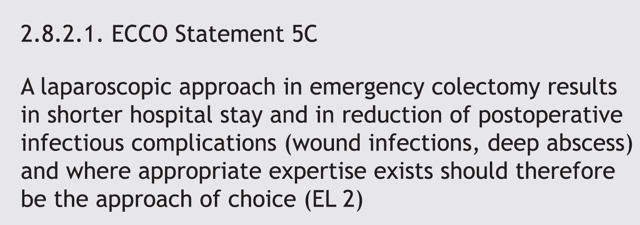 2.8.2.1. ECCO Statement 5C
A laparoscopic approach in emergency colectomy results
in shorter hospital stay and in reduction of postoperative
infectious complications (wound infections, deep abscess)
and where appropriate expertise exists should therefore
be the approach of choice (EL 2)